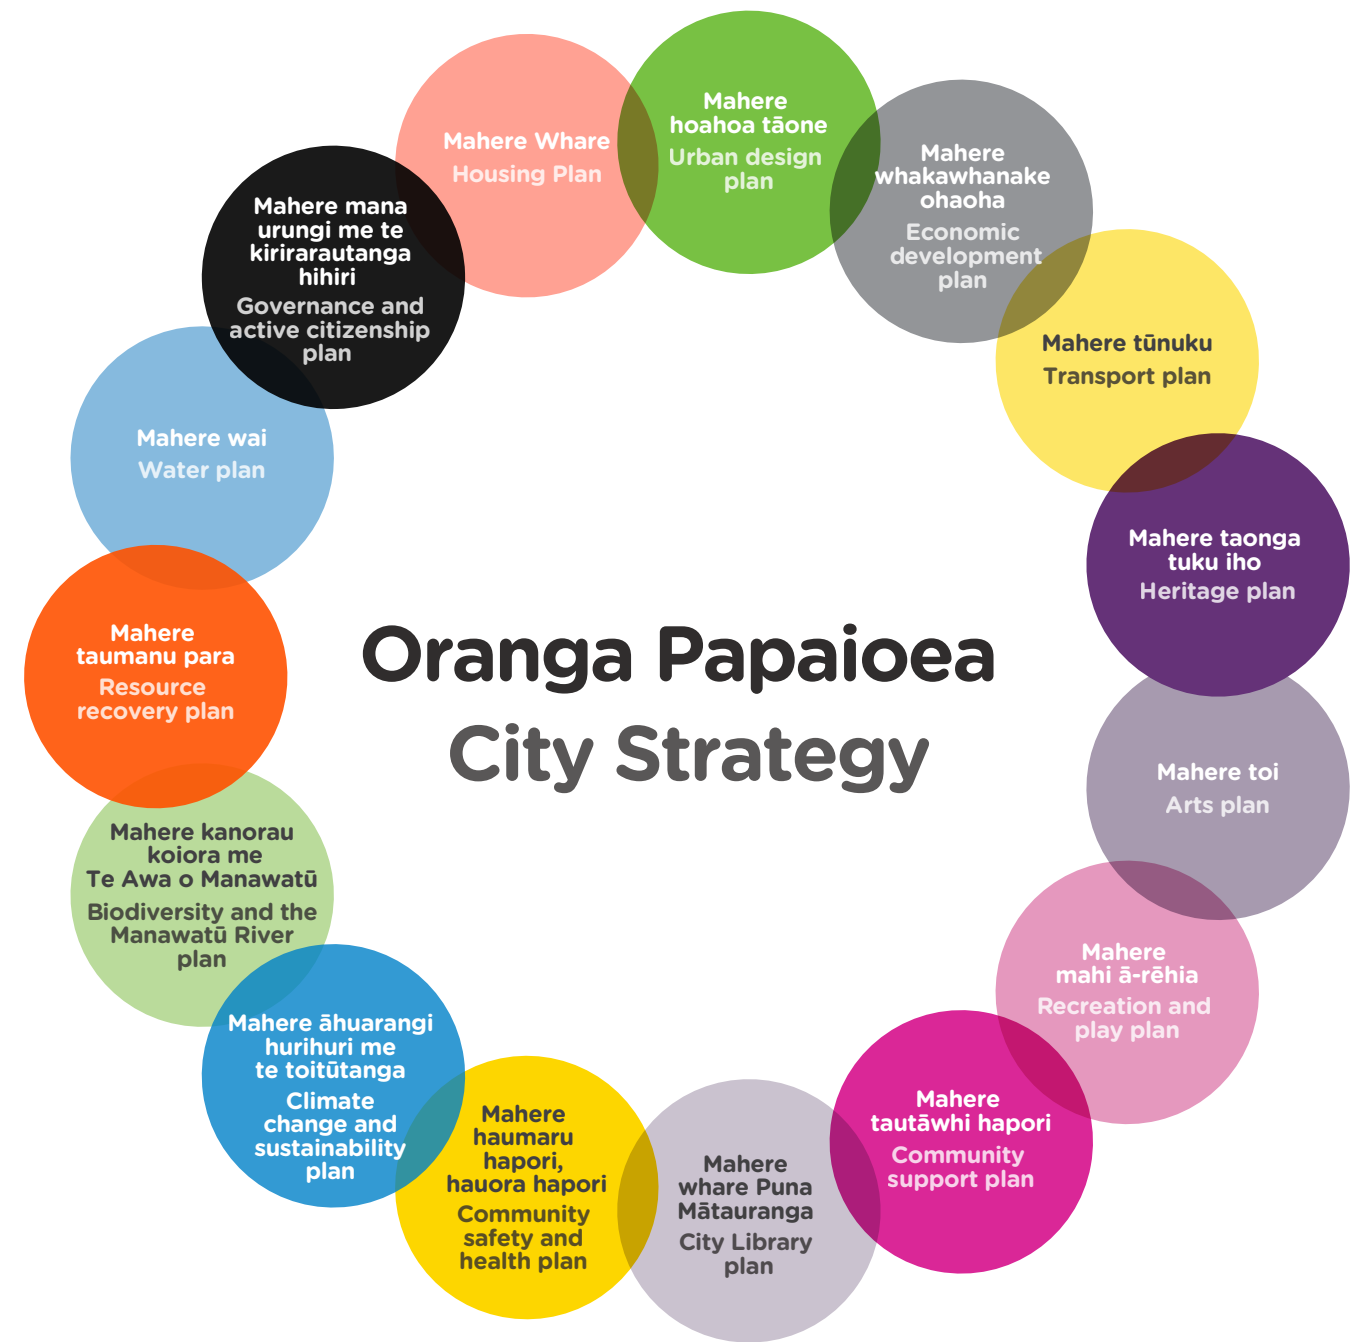 Mahere
hoahoa tāone
Urban design
plan
Mahere
whakawhanake
ohaoha
Economic
development
plan
Mahere tūnuku
Transport plan
Mahere taonga
tuku iho
Heritage plan
Mahere toi
Arts plan
Mahere
mahi ā-rēhia
Recreation and
play plan
Mahere
tautāwhi hapori
Community
support plan
Mahere
whare Puna
Mātauranga
City Library
plan
Mahere
haumaru
hapori,
hauora hapori
Community
safety and
health plan
Mahere āhuarangi
hurihuri me
te toitūtanga
Climate
change and
sustainability
plan
Mahere kanorau
koiora me
Te Awa o Manawatū
Biodiversity and the
Manawatū River
plan
Mahere
taumanu para
Resource
recovery plan
Mahere wai
Water plan
Mahere mana
urungi me te
kirirarautanga
hihiri
Governance and
active citizenship
plan
Mahere Whare
Housing Plan
Oranga Papaioea
City Strategy